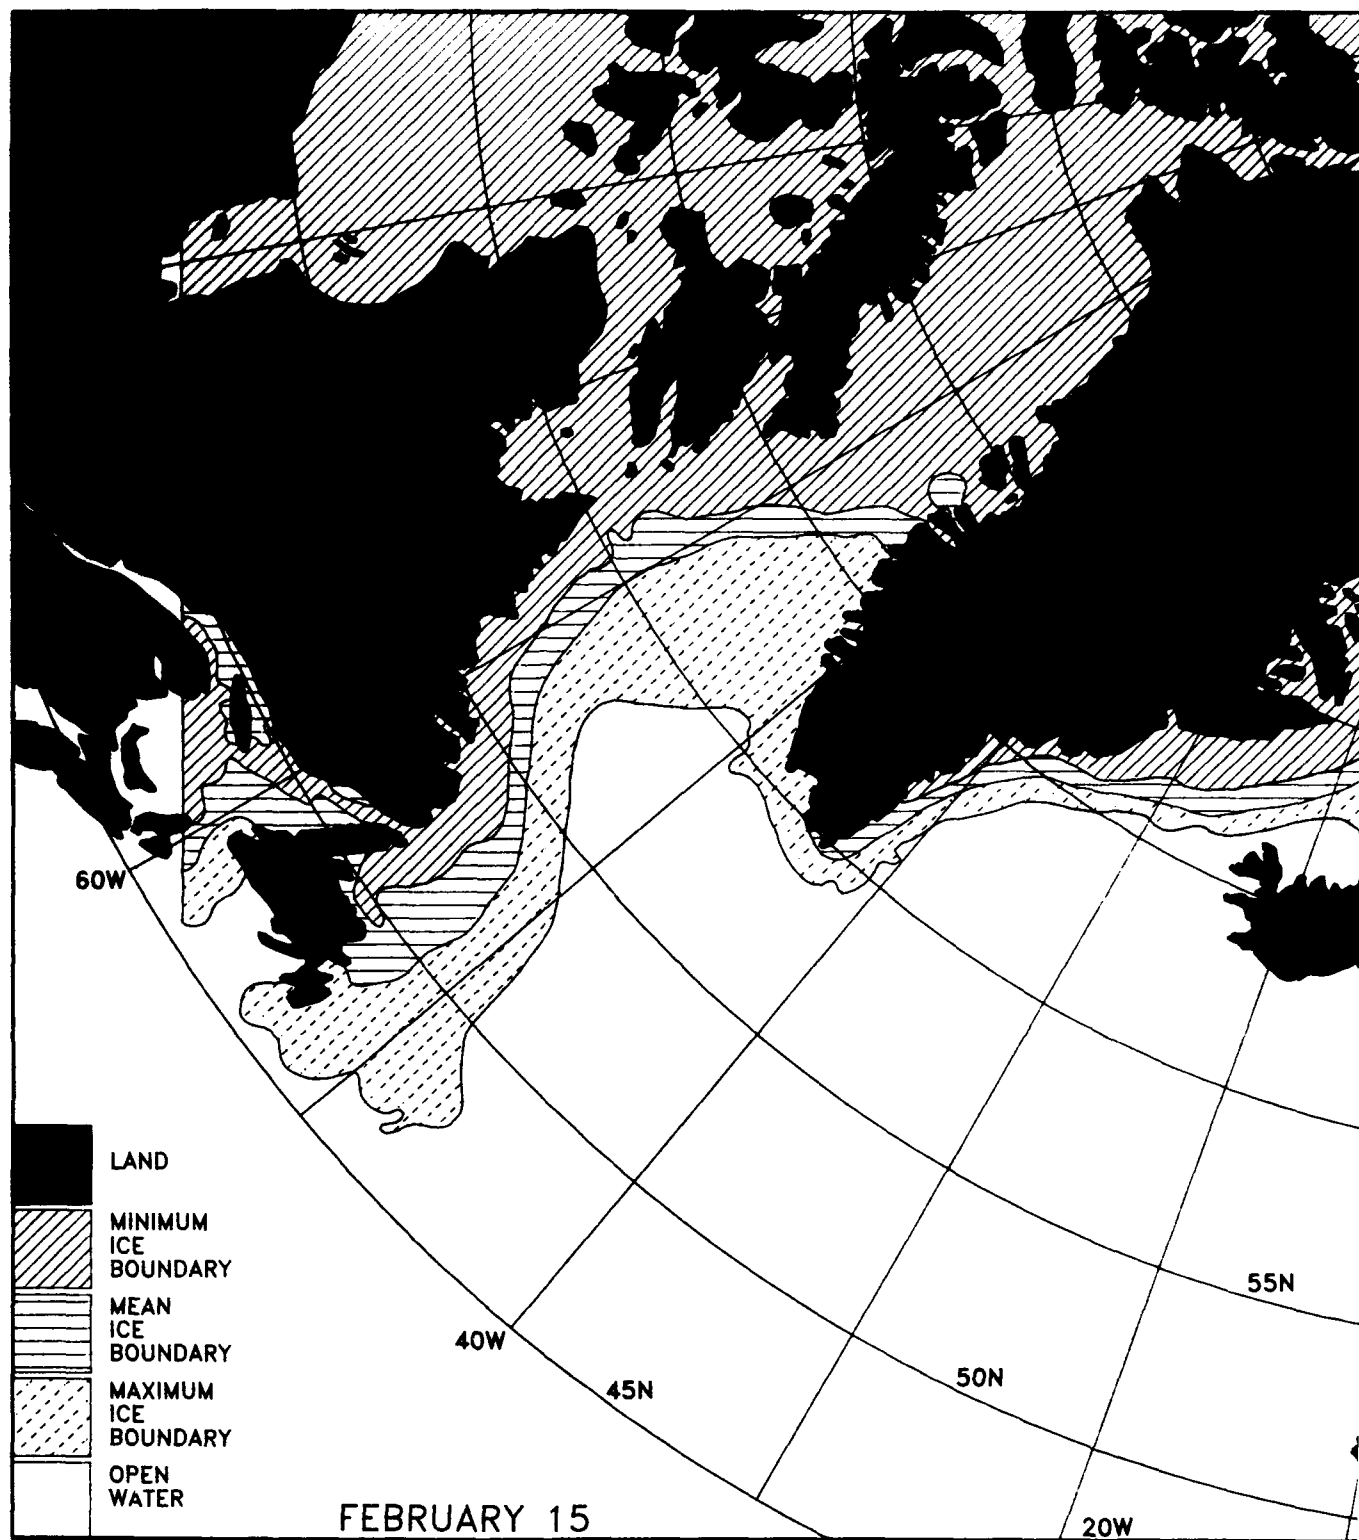 60W
LAND
MINIMUM
ICE
BOUNDARY
MEAN
ICE
BOUNDARY
MAXIMUM
ICE
BOUNDARY
OPEN
WATER
55N
40W
50N
45N
FEBRUARY 15
20W